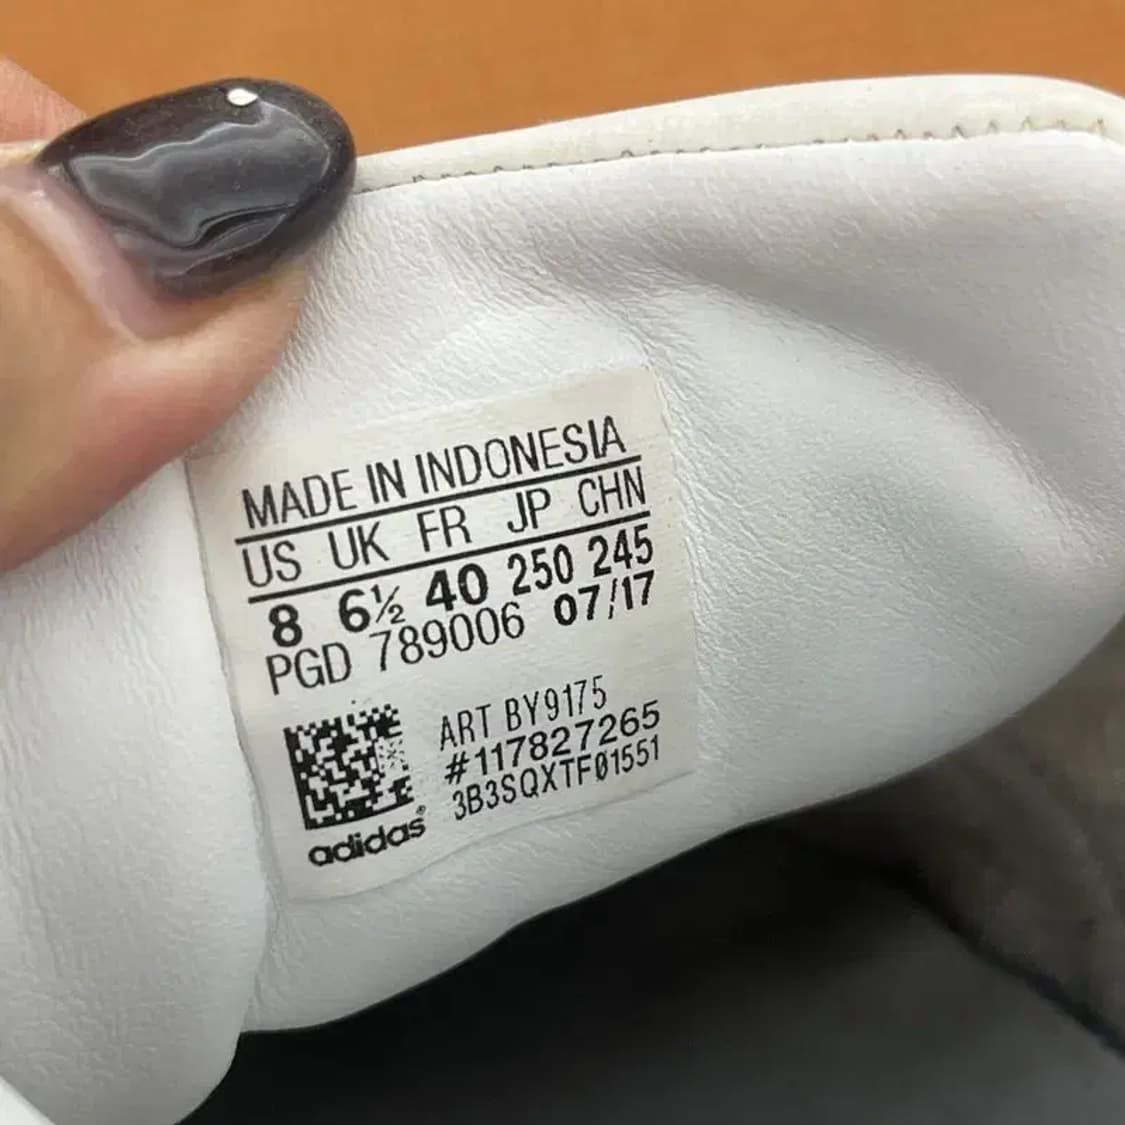 MADE IN INDONESIA
US UK FR JP CHN
8 6½ 40 250 245
PGD 789006 07/17
ART BY9175
#117827265
3B3SQXTF01551
adidas®